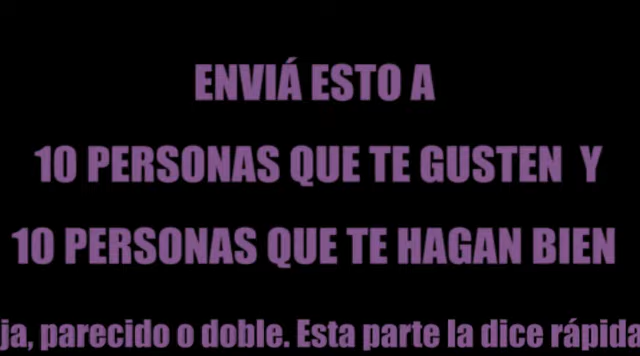 ENVIÁ ESTO A
10 PERSONAS QUE TE GUSTEN Y
10 PERSONAS QUE TE HAGAN BIEN
ja, parecido o doble. Esta parte la dice rápida